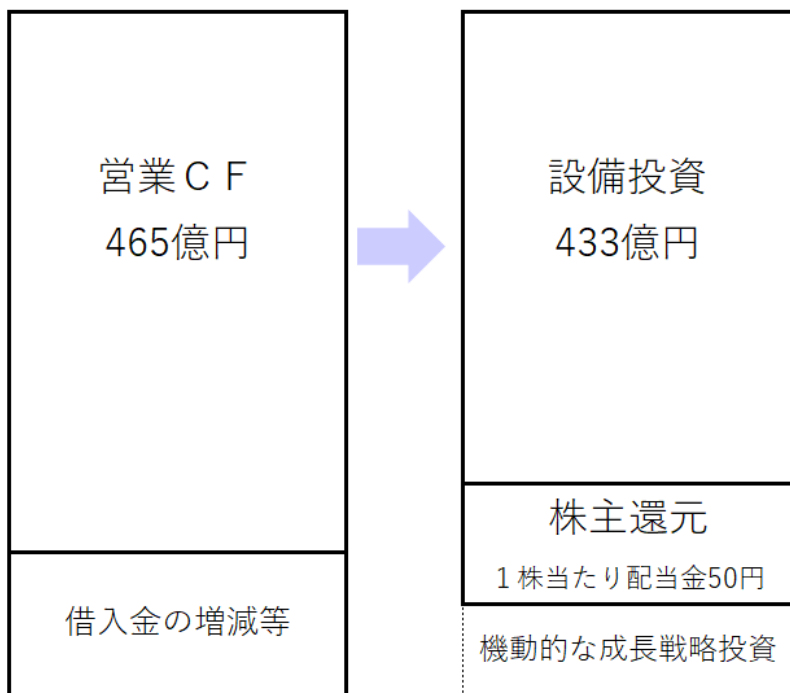 営業ＣＦ
465億円
借入金の増減等
設備投資
433億円
株主還元
１株当たり配当金50円
機動的な成長戦略投資